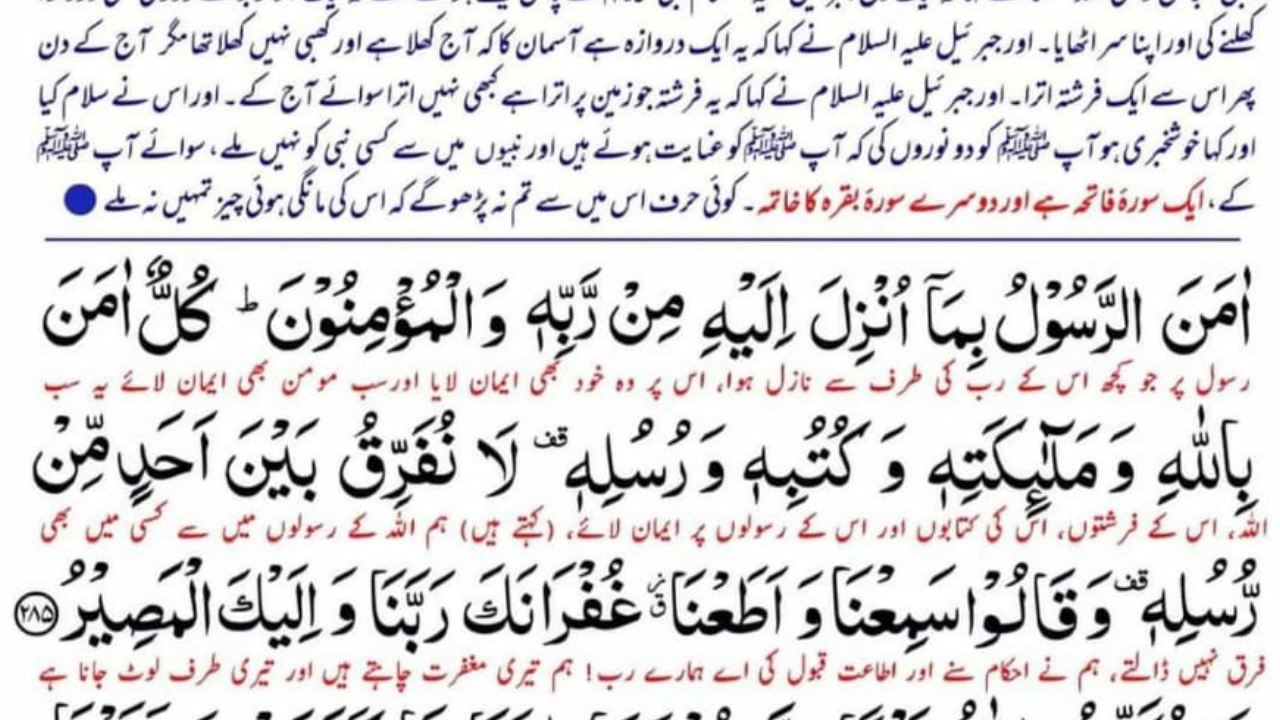 کھلنے کی اور اپنا سر اٹھایا۔ اور جبرئیل علیہ السلام نے کہا کہ یہ ایک دروازہ ہے آسمان کا کہ آج کھلا ہے اور کھبی نہیں کھلا تھا مگر آج کے دن
پھر اس سے ایک فرشتہ اترا۔ اور جبرئیل علیہ السلام نے کہا کہ یہ فرشتہ جو زمین پر اترا ہے کبھی نہیں اترا سوائے آج کے۔ اور اس نے سلام کیا
اور کہا خوشخبری ہو آپ ﷺ کو دو نوروں کی کہ آپ ﷺ کو عنایت ہوئے ہیں اور نبیوں میں سے کسی نبی کو نہیں ملے، سوائے آپ ﷺ
کے، ایک سورۂ فاتحہ ہے اور دوسرے سورۂ بقرہ کا خاتمہ۔ کوئی حرف اس میں سے تم نہ پڑھو گے کہ اس کی مانگی ہوئی چیز تمہیں نہ ملے
اٰمَنَ الرَّسُوْلُ بِمَاۤ اُنْزِلَ اِلَيْهِ مِنْ رَّبِّهٖ وَ الْمُؤْمِنُوْنَ ؕ كُلٌّ اٰمَنَ
رسول پر جو کچھ اس کے رب کی طرف سے نازل ہوا، اس پر وہ خود بھی ایمان لایا اور سب مومن بھی ایمان لائے یہ سب
بِاللّٰهِ وَ مَلٰٓىِٕكَتِهٖ وَ كُتُبِهٖ وَ رُسُلِهٖ قف لَا نُفَرِّقُ بَيْنَ اَحَدٍ مِّنْ
اللہ، اس کے فرشتوں، اس کی کتابوں اور اس کے رسولوں پر ایمان لائے، (کہتے ہیں) ہم اللہ کے رسولوں میں سے کسی میں بھی
رُّسُلِهٖ قف وَ قَالُوْا سَمِعْنَا وَ اَطَعْنَا ق ز غُفْرَانَكَ رَبَّنَا وَ اِلَيْكَ الْمَصِيْرُ ۲۸۵
فرق نہیں ڈالتے، ہم نے احکام سنے اور اطاعت قبول کی اے ہمارے رب! ہم تیری مغفرت چاہتے ہیں اور تیری طرف لوٹ جانا ہے